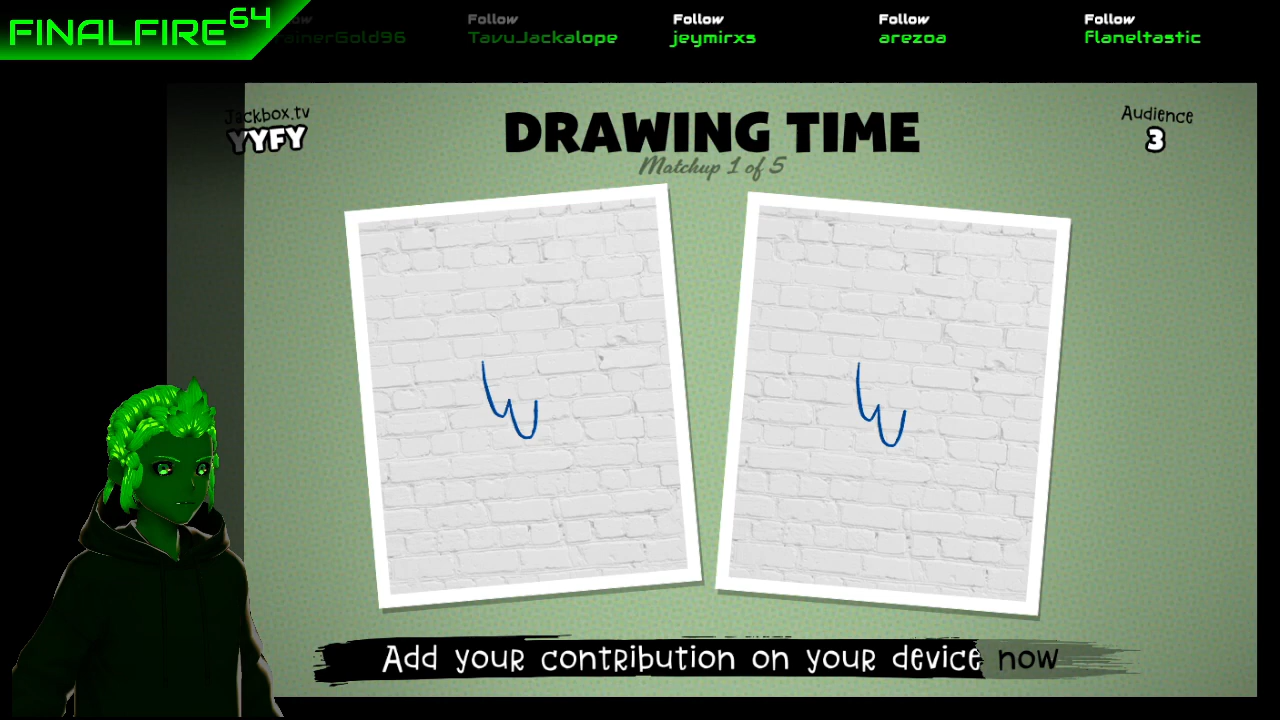 FINALFIRE64
Follow Follow Follow Follow
TavuJackalope jeymirxs arezoa Flaneltastic
Jackbox.tv
YYFY
DRAWING TIME
Matchup 1 of 5
Audience
3
Add your contribution on your device now